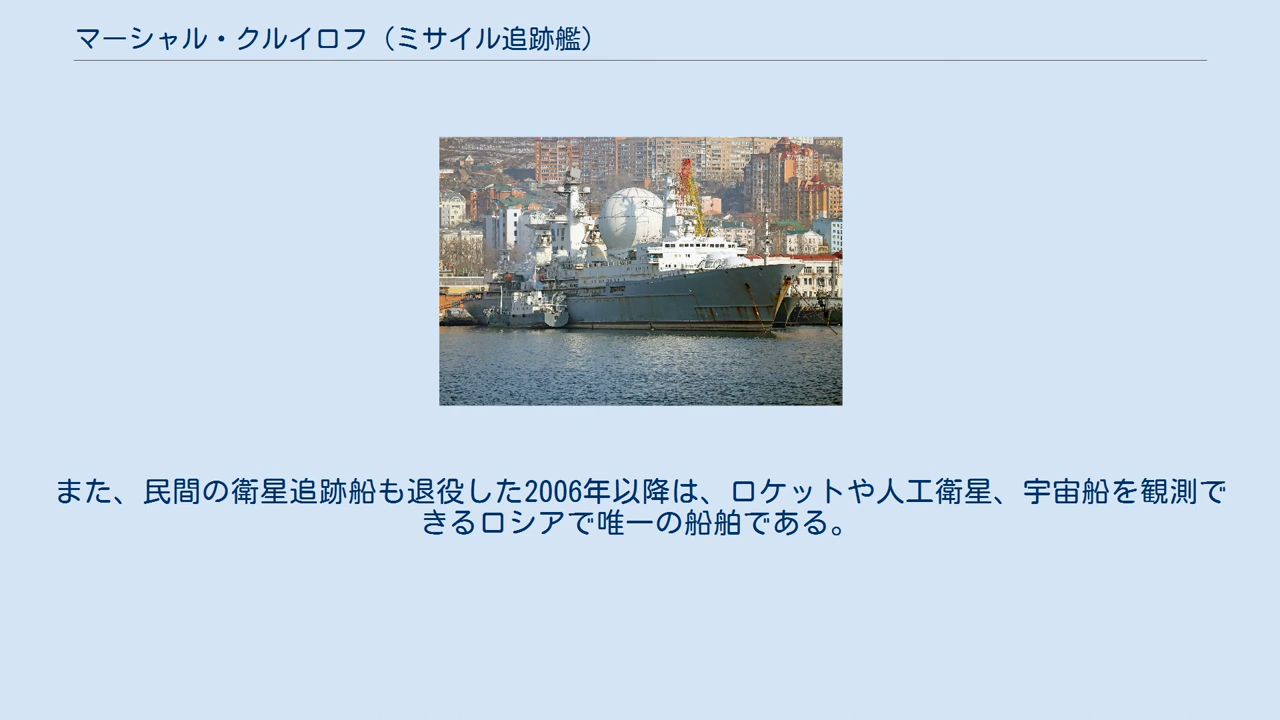 マーシャル・クルイロフ（ミサイル追跡艦）
また、民間の衛星追跡船も退役した2006年以降は、ロケットや人工衛星、宇宙船を観測で
きるロシアで唯一の船舶である。